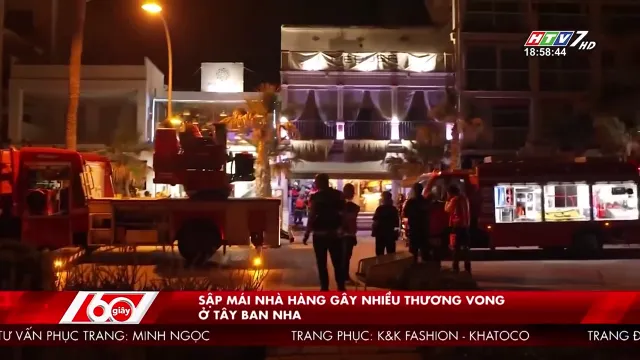 HTV7 HD
18:58:44
60 giây
SẬP MÁI NHÀ HÀNG GÂY NHIỀU THƯƠNG VONG
Ở TÂY BAN NHA
TƯ VẤN PHỤC TRANG: MINH NGỌC TRANG PHỤC: K&K FASHION - KHATOCO TRANG Đ